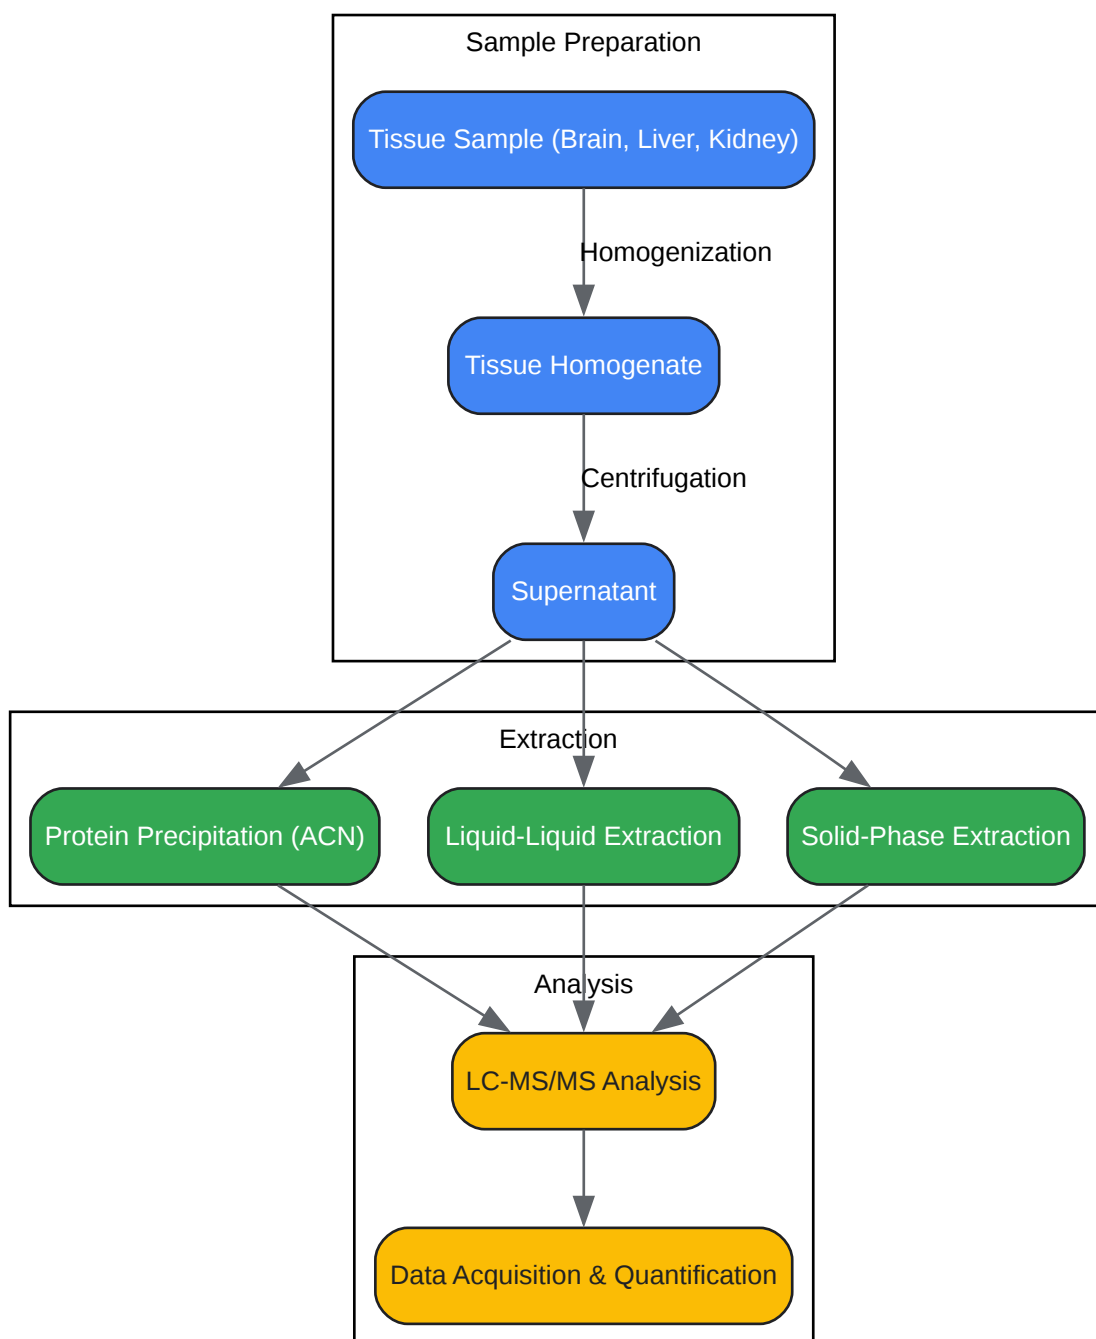 Sample Preparation
Tissue Sample (Brain, Liver, Kidney)
Homogenization
Tissue Homogenate
Centrifugation
Supernatant
Extraction
Protein Precipitation (ACN)
Liquid-Liquid Extraction
Solid-Phase Extraction
Analysis
LC-MS/MS Analysis
Data Acquisition & Quantification